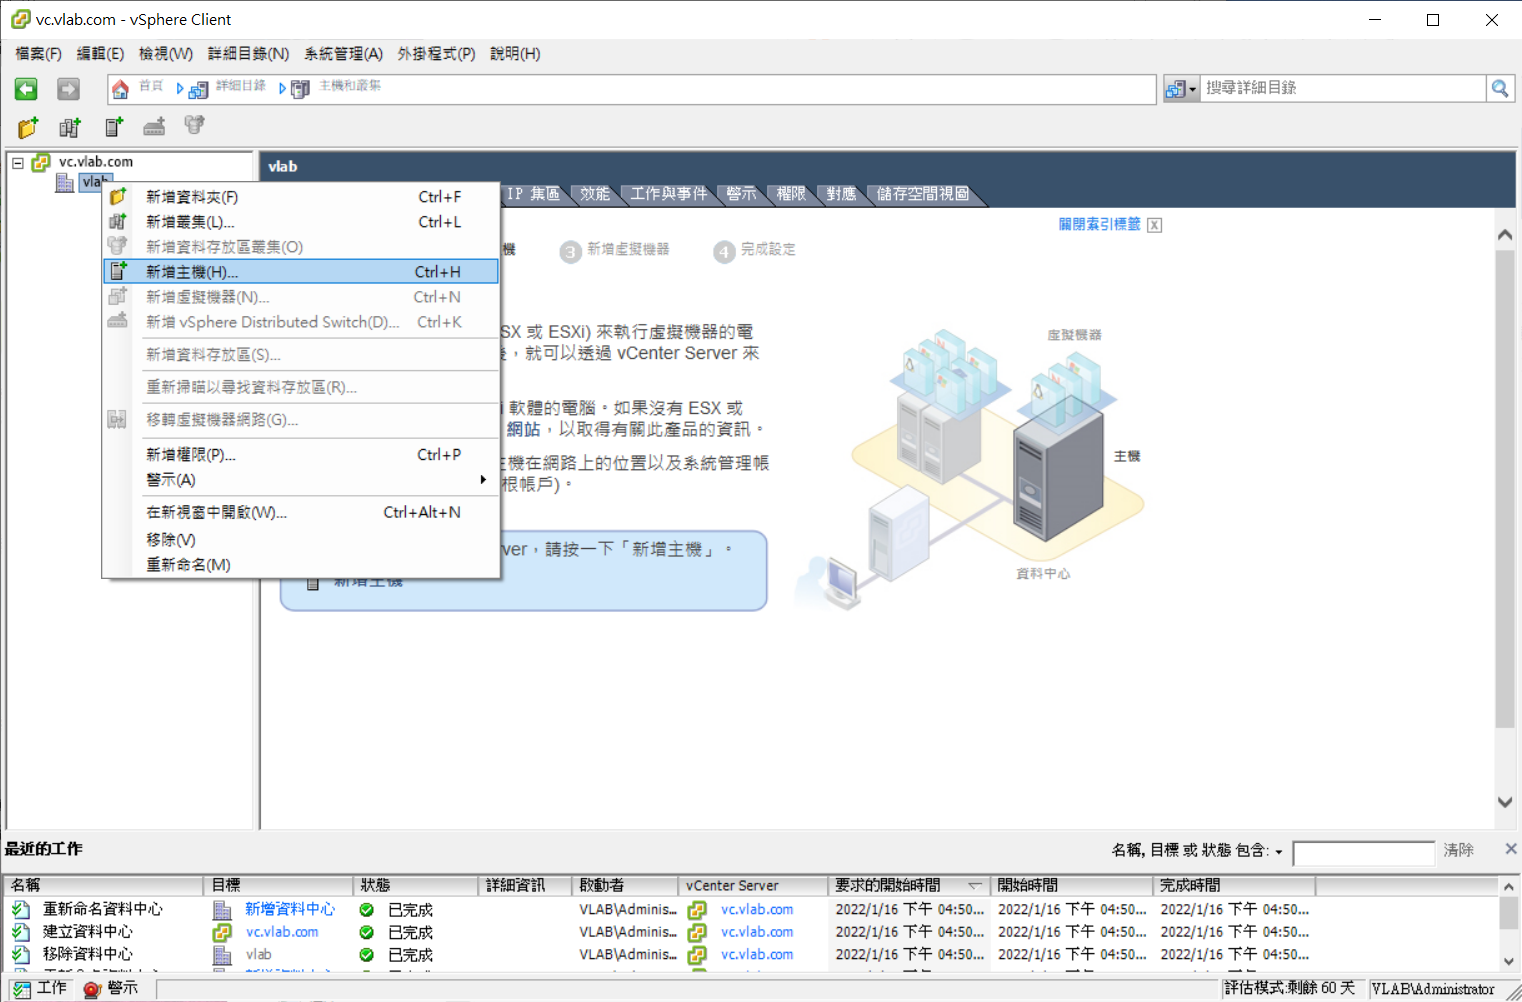 vc.vlab.com - vSphere Client
檔案(F) 編輯(E) 檢視(W) 詳細目錄(N) 系統管理(A) 外掛程式(P) 說明(H)
首頁 詳細目錄 主機和叢集 搜尋詳細目錄
vc.vlab.com
vlab
vlab
IP 集區 效能 工作與事件 警示 權限 對應 儲存空間視圖
新增資料夾(F) Ctrl+F
新增叢集(L)... Ctrl+L
新增資料存放區叢集(O)
新增主機(H)... Ctrl+H
新增虛擬機器(N)... Ctrl+N
新增 vSphere Distributed Switch(D)... Ctrl+K
新增資料存放區(S)...
重新掃瞄以尋找資料存放區(R)...
移轉虛擬機器網路(G)...
新增權限(P)... Ctrl+P
警示(A)
在新視窗中開啟(W)... Ctrl+Alt+N
移除(V)
重新命名(M)
關閉索引標籤 X
機 3 新增虛擬機器 4 完成設定
SX 或 ESXi) 來執行虛擬機器的電
，就可以透過 vCenter Server 來
i 軟體的電腦。如果沒有 ESX 或
網站，以取得有關此產品的資訊。
主機在網路上的位置以及系統管理帳
根帳戶)。
ver，請按一下「新增主機」。
新增主機
虛擬機器
主機
資料中心
最近的工作 名稱, 目標 或 狀態 包含: 清除
名稱 目標 狀態 詳細資訊 啟動者 vCenter Server 要求的開始時間 開始時間 完成時間
重新命名資料中心 新增資料中心 已完成 VLAB\Adminis... vc.vlab.com 2022/1/16 下午 04:50... 2022/1/16 下午 04:50... 2022/1/16 下午 04:50...
建立資料中心 vc.vlab.com 已完成 VLAB\Adminis... vc.vlab.com 2022/1/16 下午 04:50... 2022/1/16 下午 04:50... 2022/1/16 下午 04:50...
移除資料中心 vlab 已完成 VLAB\Adminis... vc.vlab.com 2022/1/16 下午 04:50... 2022/1/16 下午 04:50... 2022/1/16 下午 04:50...
工作 警示 評估模式:剩餘 60 天 VLAB\Administrator